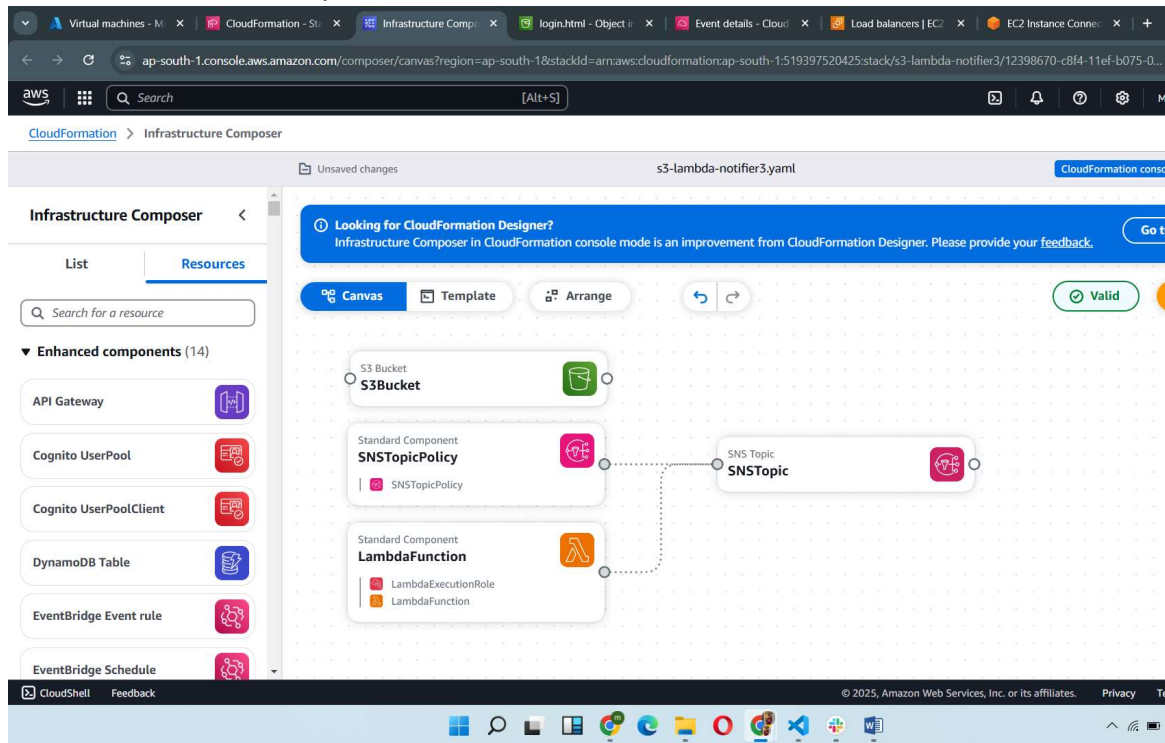 Virtual machines - Mi
CloudFormation - Sta
Infrastructure Compo
login.html - Object in
Event details - Cloud
Load balancers | EC2
EC2 Instance Connec
ap-south-1.console.aws.amazon.com/composer/canvas?region=ap-south-1&stackId=arn:aws:cloudformation:ap-south-1:519397520425:stack/s3-lambda-notifier3/12398670-c8f4-11ef-b075-0...
aws
Search
[Alt+S]
M
CloudFormation > Infrastructure Composer
Unsaved changes
s3-lambda-notifier3.yaml
CloudFormation conso
Infrastructure Composer
List
Resources
Search for a resource
Enhanced components (14)
API Gateway
Cognito UserPool
Cognito UserPoolClient
DynamoDB Table
EventBridge Event rule
EventBridge Schedule
Looking for CloudFormation Designer?
Infrastructure Composer in CloudFormation console mode is an improvement from CloudFormation Designer. Please provide your feedback.
Go t
Canvas
Template
Arrange
Valid
S3 Bucket
S3Bucket
Standard Component
SNSTopicPolicy
SNSTopicPolicy
SNS Topic
SNSTopic
Standard Component
LambdaFunction
LambdaExecutionRole
LambdaFunction
CloudShell
Feedback
© 2025, Amazon Web Services, Inc. or its affiliates.
Privacy
Te